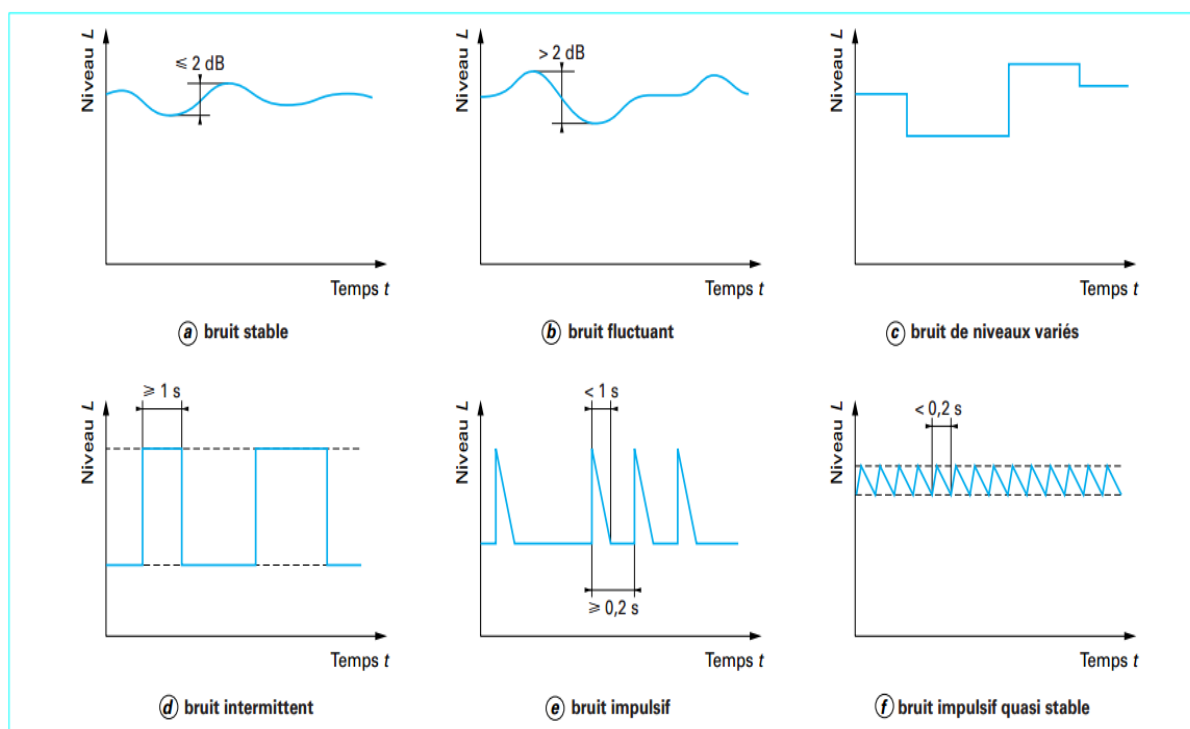 Niveau L
≤ 2 dB
Temps t
a bruit stable
Niveau L
> 2 dB
Temps t
b bruit fluctuant
Niveau L
Temps t
c bruit de niveaux variés
Niveau L
⩾ 1 s
Temps t
d bruit intermittent
Niveau L
< 1 s
⩾ 0,2 s
Temps t
e bruit impulsif
Niveau L
< 0,2 s
Temps t
f bruit impulsif quasi stable